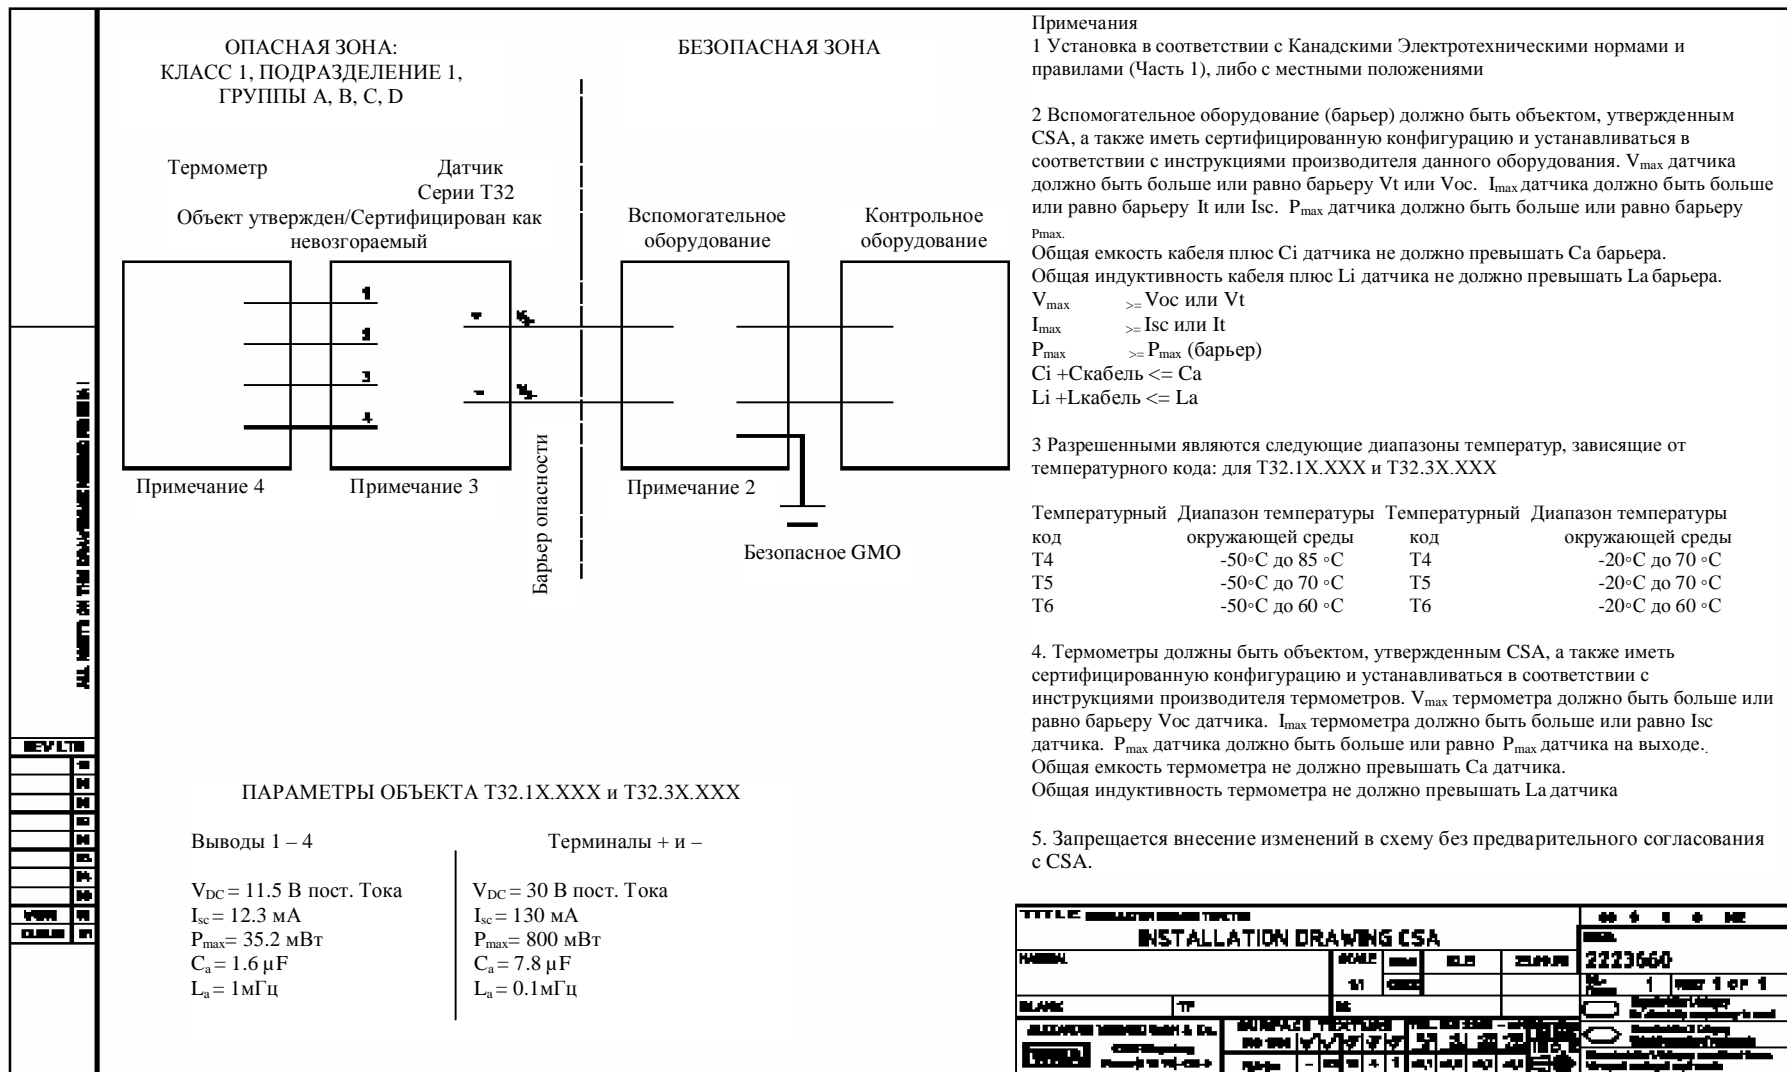 ОПАСНАЯ ЗОНА:
КЛАСС 1, ПОДРАЗДЕЛЕНИЕ 1,
ГРУППЫ A, B, C, D
БЕЗОПАСНАЯ ЗОНА
Термометр
Датчик
Серии Т32
Объект утвержден/Сертифицирован как
невозгораемый
Вспомогательное
оборудование
Контрольное
оборудование
1
2
3
4
+
-
Примечание 4
Примечание 3
Примечание 2
Барьер опасности
Безопасное GMO
ПАРАМЕТРЫ ОБЪЕКТА Т32.1Х.ХХХ и Т32.3Х.ХХХ
Выводы 1 – 4
V_DC = 11.5 В пост. Тока
I_sc = 12.3 мА
P_max= 35.2 мВт
C_a = 1.6 µF
L_a = 1мГц
Терминалы + и –
V_DC = 30 В пост. Тока
I_sc = 130 мА
P_max= 800 мВт
C_a = 7.8 µF
L_a = 0.1мГц
Примечания
1 Установка в соответствии с Канадскими Электротехническими нормами и
правилами (Часть 1), либо с местными положениями
2 Вспомогательное оборудование (барьер) должно быть объектом, утвержденным
CSA, а также иметь сертифицированную конфигурацию и устанавливаться в
соответствии с инструкциями производителя данного оборудования. V_max датчика
должно быть больше или равно барьеру Vt или Voc. I_max датчика должно быть больше
или равно барьеру It или Isc. P_max датчика должно быть больше или равно барьеру
Pmax.
Общая емкость кабеля плюс Ci датчика не должно превышать Ca барьера.
Общая индуктивность кабеля плюс Li датчика не должно превышать La барьера.
V_max >= Voc или Vt
I_max >= Isc или It
P_max >= P_max (барьер)
Ci +Cкабель <= Ca
Li +Lкабель <= La
3 Разрешенными являются следующие диапазоны температур, зависящие от
температурного кода: для Т32.1Х.ХХХ и Т32.3Х.ХХХ
Температурный Диапазон температуры Температурный Диапазон температуры
код окружающей среды код окружающей среды
T4 -50◦C до 85 ◦C T4 -20◦C до 70 ◦C
T5 -50◦C до 70 ◦C T5 -20◦C до 70 ◦C
T6 -50◦C до 60 ◦C T6 -20◦C до 60 ◦C
4. Термометры должны быть объектом, утвержденным CSA, а также иметь
сертифицированную конфигурацию и устанавливаться в соответствии с
инструкциями производителя термометров. V_max термометра должно быть больше или
равно барьеру Voc датчика. I_max термометра должно быть больше или равно Isc
датчика. P_max датчика должно быть больше или равно P_max датчика на выходе.
Общая емкость термометра не должно превышать Ca датчика.
Общая индуктивность термометра не должно превышать La датчика
5. Запрещается внесение изменений в схему без предварительного согласования
с CSA.
TITLE
INSTALLATION DRAWING CSA
SCALE
1/1
2223660
1 OF 1
SURFACE TEXTURE